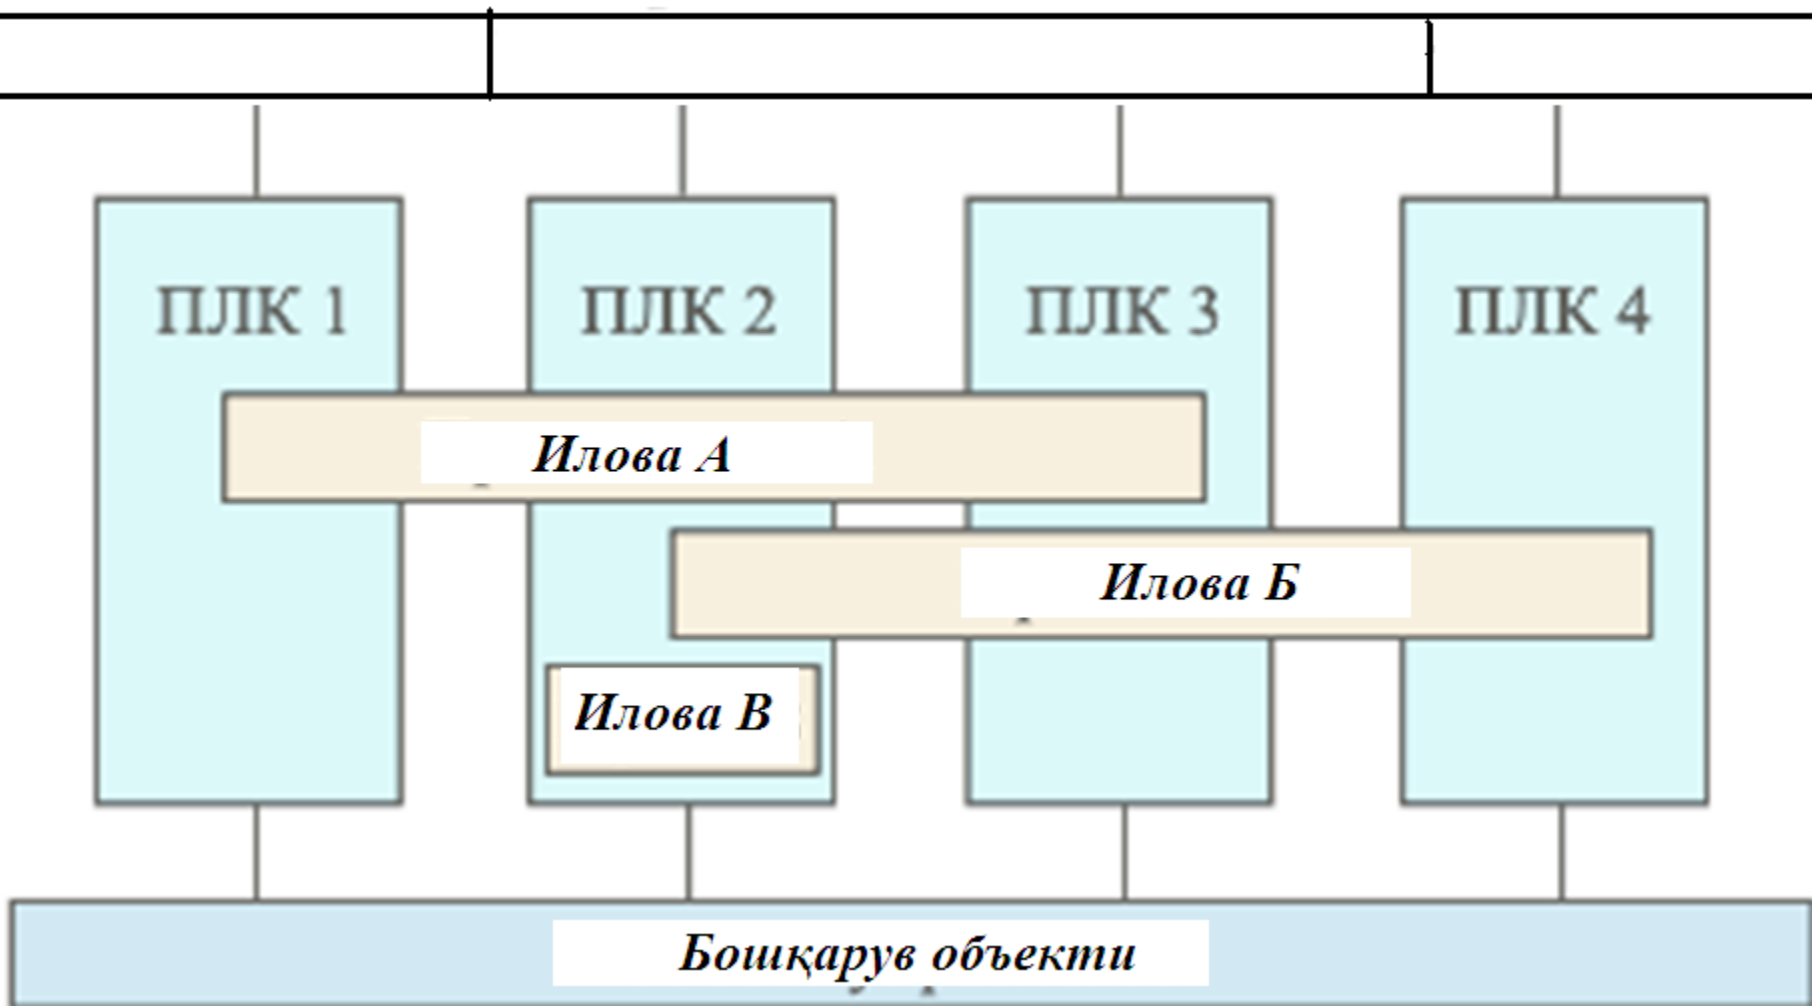 ПЛК 1
ПЛК 2
ПЛК 3
ПЛК 4
Илова А
Илова Б
Илова В
Бошқарув объекти